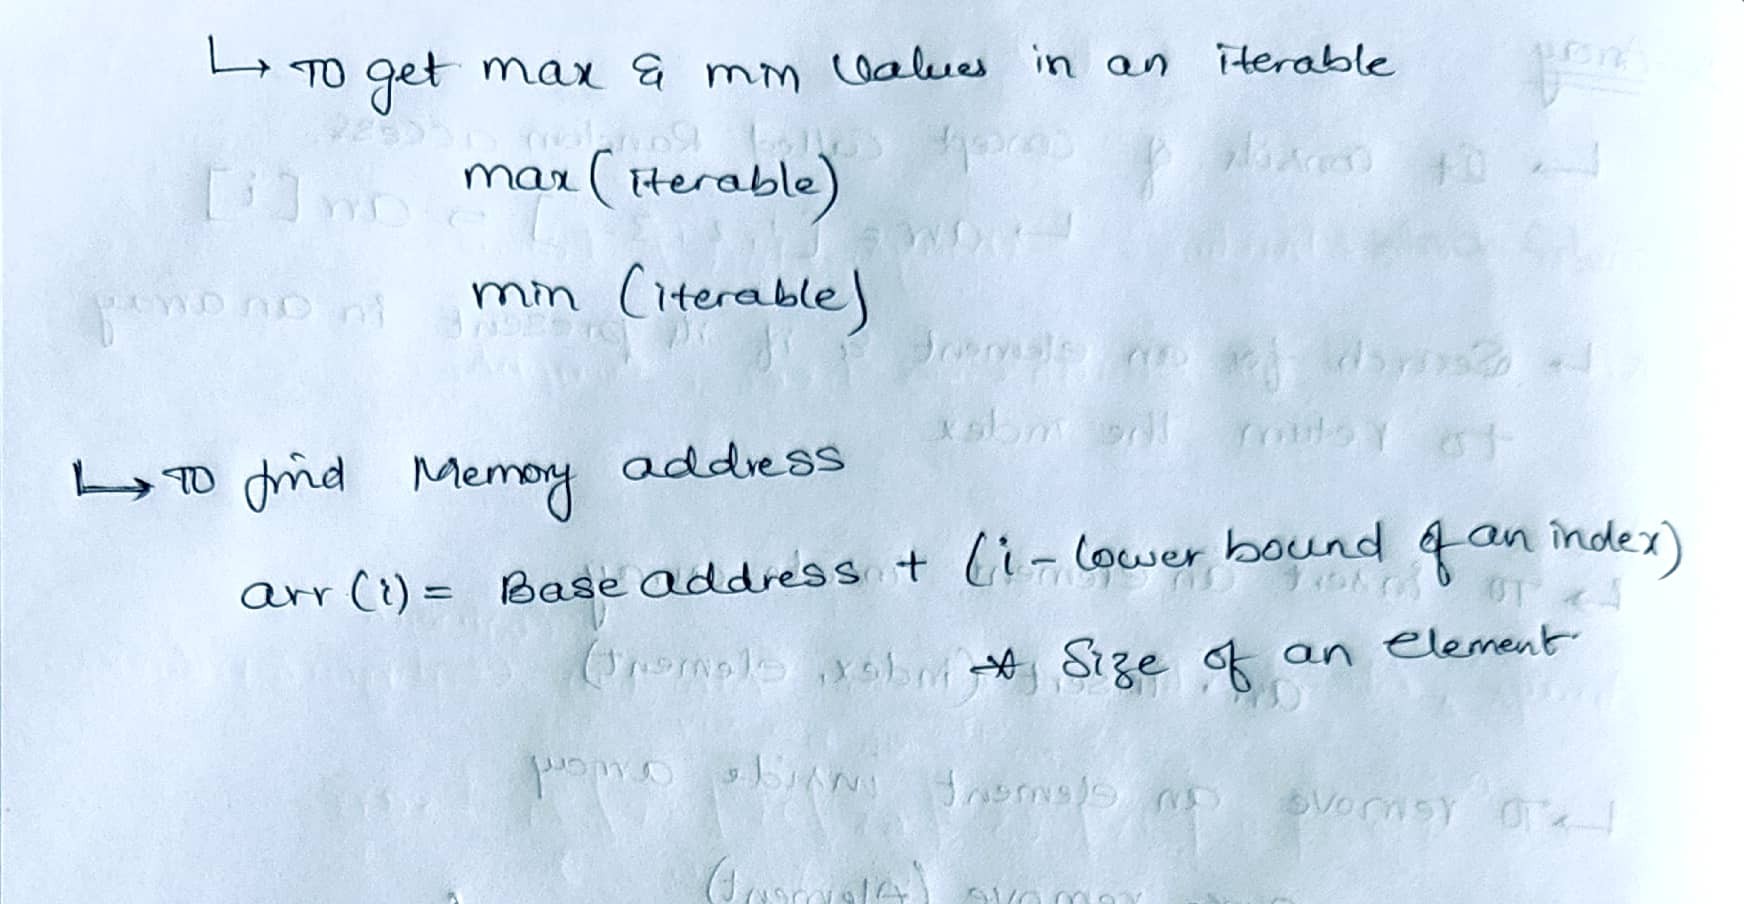 ↳ To get max & min values in an iterable
max (iterable)
min (iterable)
↳ To find Memory address
arr (i) = Base address + (i - lower bound of an index)
* Size of an element